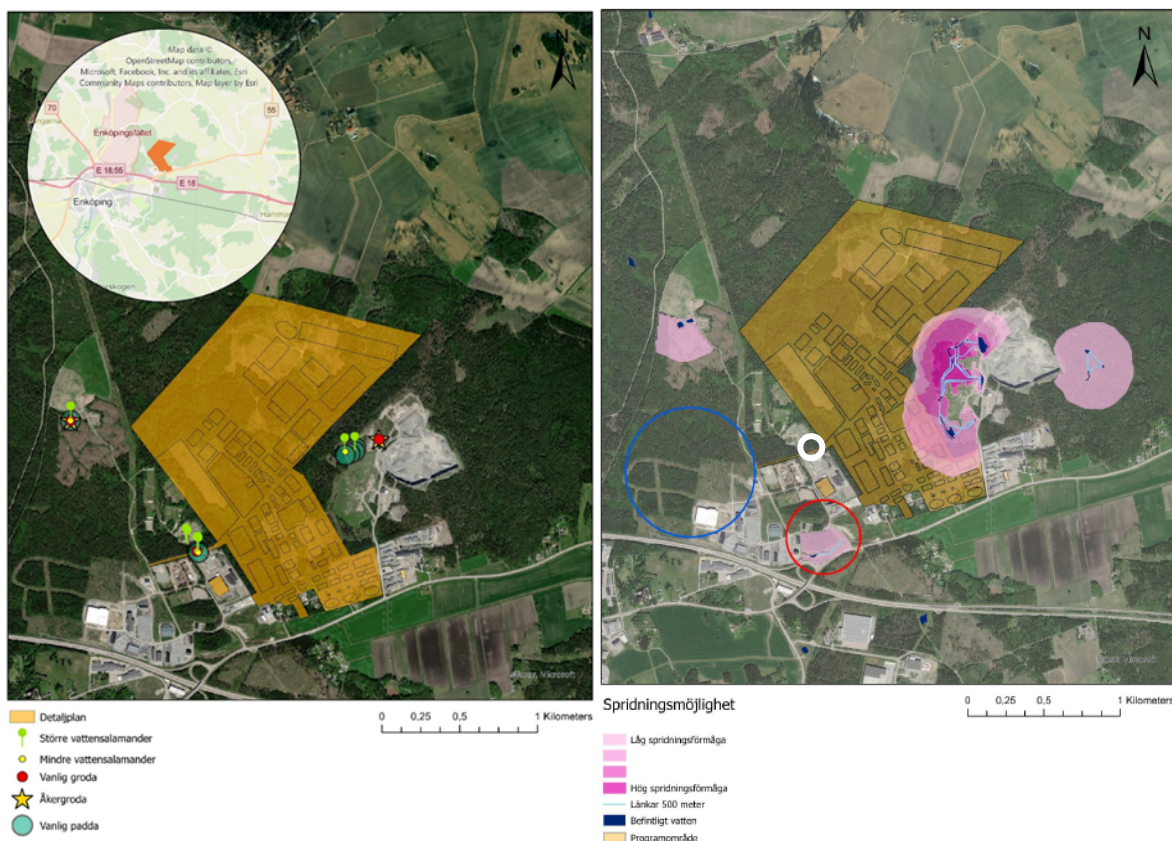 Map data ©
OpenStreetMap contributors,
Microsoft, Facebook, Inc. and its affiliates, Esri
Community Maps contributors, Map layer by Esri
70
55
Enköpingsfältet
E 18;55
E 18
Enköping
N
Microsoft
Detaljplan
Större vattensalamander
Mindre vattensalamander
Vanlig groda
Åkergroda
Vanlig padda
0 0,25 0,5 1 Kilometers
N
Microsoft
Spridningsmöjlighet
0 0,25 0,5 1 Kilometers
Låg spridningsförmåga
Hög spridningsförmåga
Länkar 500 meter
Befintligt vatten
Programområde